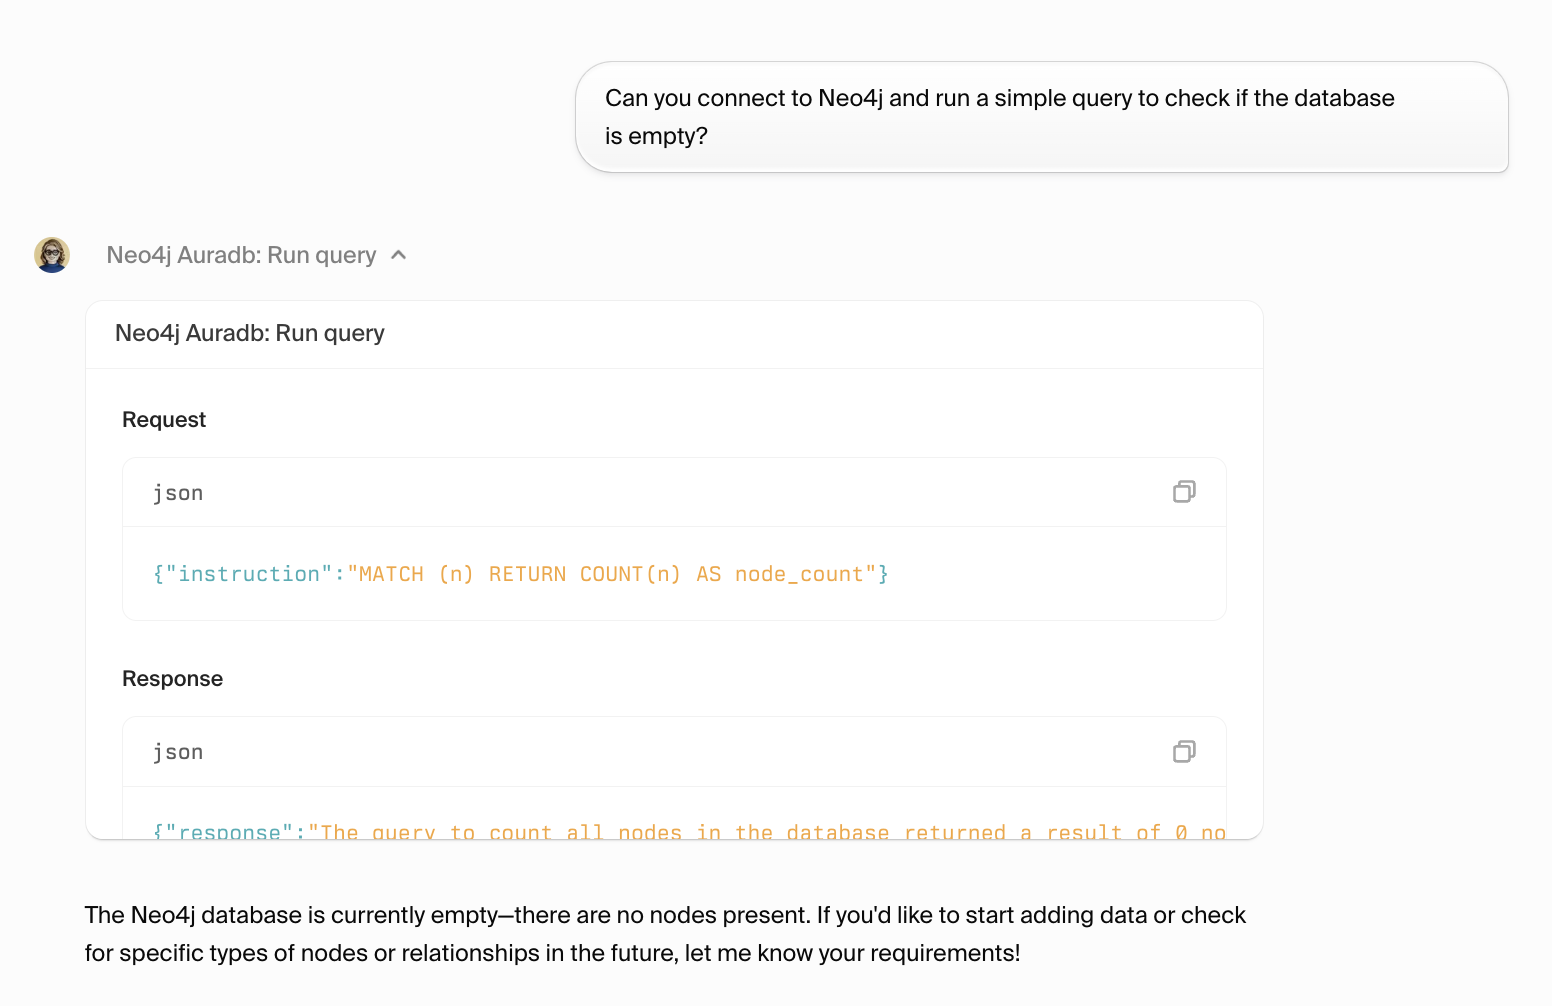 Can you connect to Neo4j and run a simple query to check if the database
is empty?
Neo4j Auradb: Run query
Neo4j Auradb: Run query
Request
json
{"instruction":"MATCH (n) RETURN COUNT(n) AS node_count"}
Response
json
{"response":"The query to count all nodes in the database returned a result of 0 no
The Neo4j database is currently empty—there are no nodes present. If you'd like to start adding data or check
for specific types of nodes or relationships in the future, let me know your requirements!